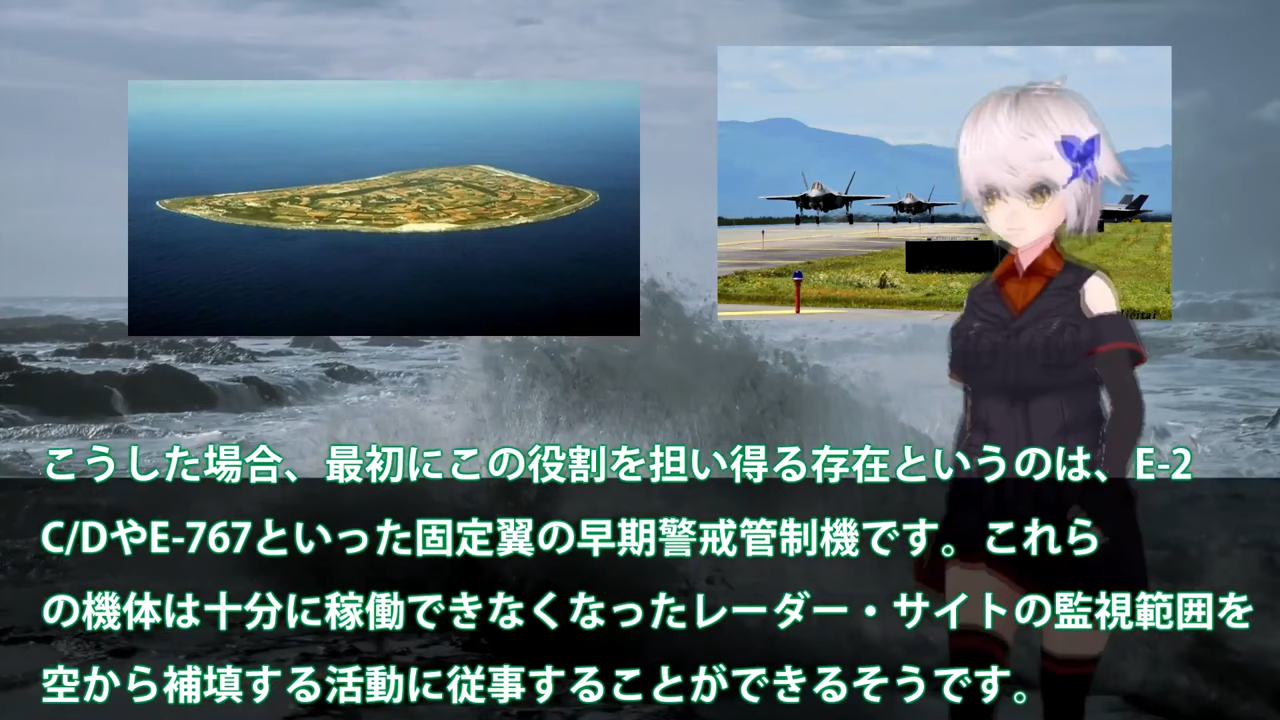 こうした場合、最初にこの役割を担い得る存在というのは、E-2
C/DやE-767といった固定翼の早期警戒管制機です。これら
の機体は十分に稼働できなくなったレーダー・サイトの監視範囲を
空から補填する活動に従事することができるそうです。